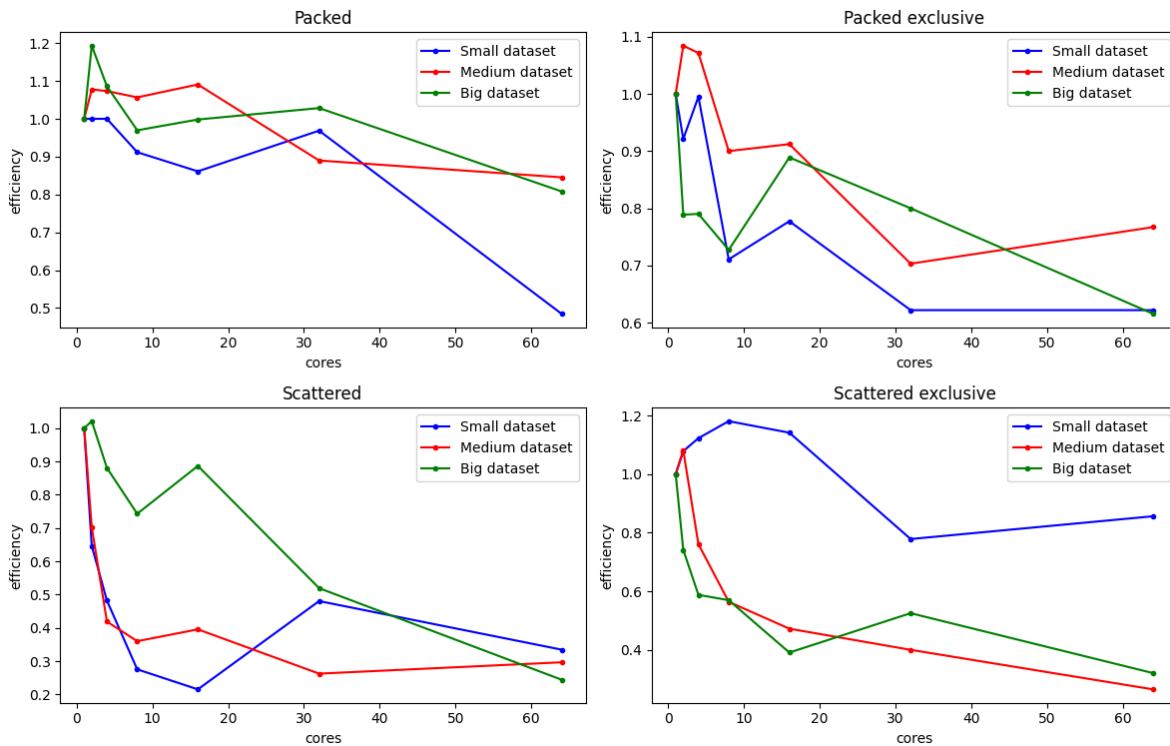 Packed
efficiency
1.2
1.1
1.0
0.9
0.8
0.7
0.6
0.5
Small dataset
Medium dataset
Big dataset
0 10 20 30 40 50 60
cores
Packed exclusive
efficiency
1.1
1.0
0.9
0.8
0.7
0.6
Small dataset
Medium dataset
Big dataset
0 10 20 30 40 50 60
cores
Scattered
efficiency
1.0
0.9
0.8
0.7
0.6
0.5
0.4
0.3
0.2
Small dataset
Medium dataset
Big dataset
0 10 20 30 40 50 60
cores
Scattered exclusive
efficiency
1.2
1.0
0.8
0.6
0.4
Small dataset
Medium dataset
Big dataset
0 10 20 30 40 50 60
cores